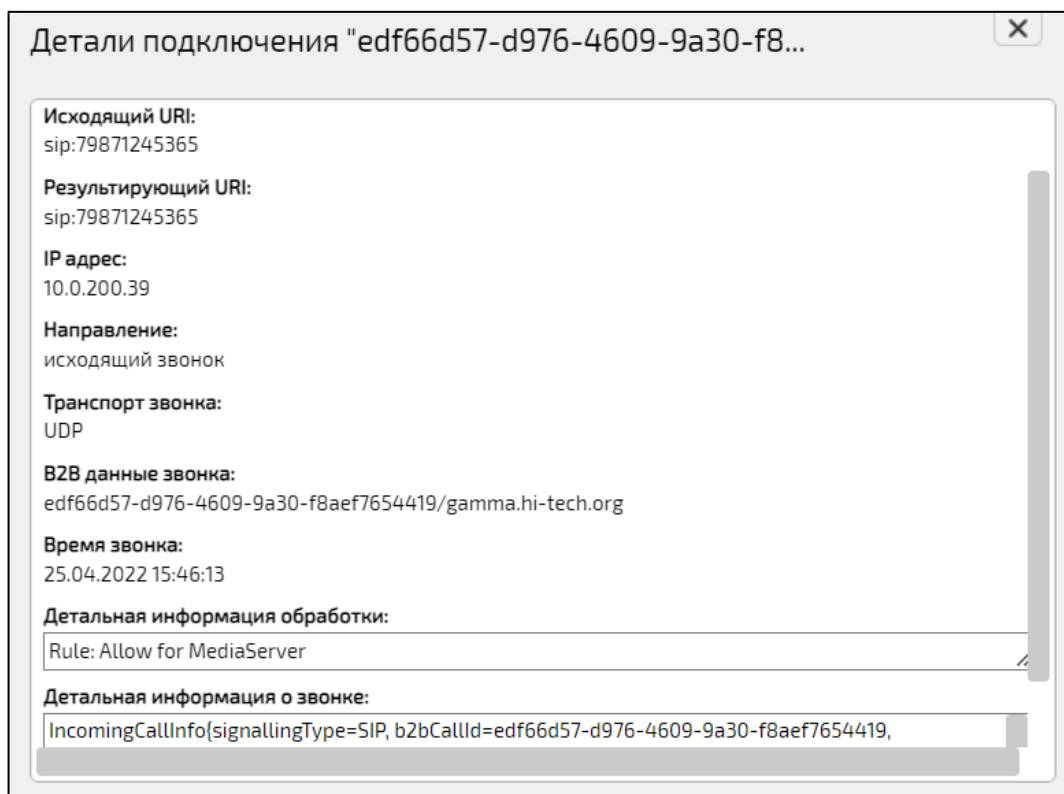 Детали подключения "edf66d57-d976-4609-9a30-f8...
Исходящий URI:
sip:79871245365
Результирующий URI:
sip:79871245365
IP адрес:
10.0.200.39
Направление:
исходящий звонок
Транспорт звонка:
UDP
B2B данные звонка:
edf66d57-d976-4609-9a30-f8aef7654419/gamma.hi-tech.org
Время звонка:
25.04.2022 15:46:13
Детальная информация обработки:
Rule: Allow for MediaServer
Детальная информация о звонке:
IncomingCallInfo{signallingType=SIP, b2bCallId=edf66d57-d976-4609-9a30-f8aef7654419,